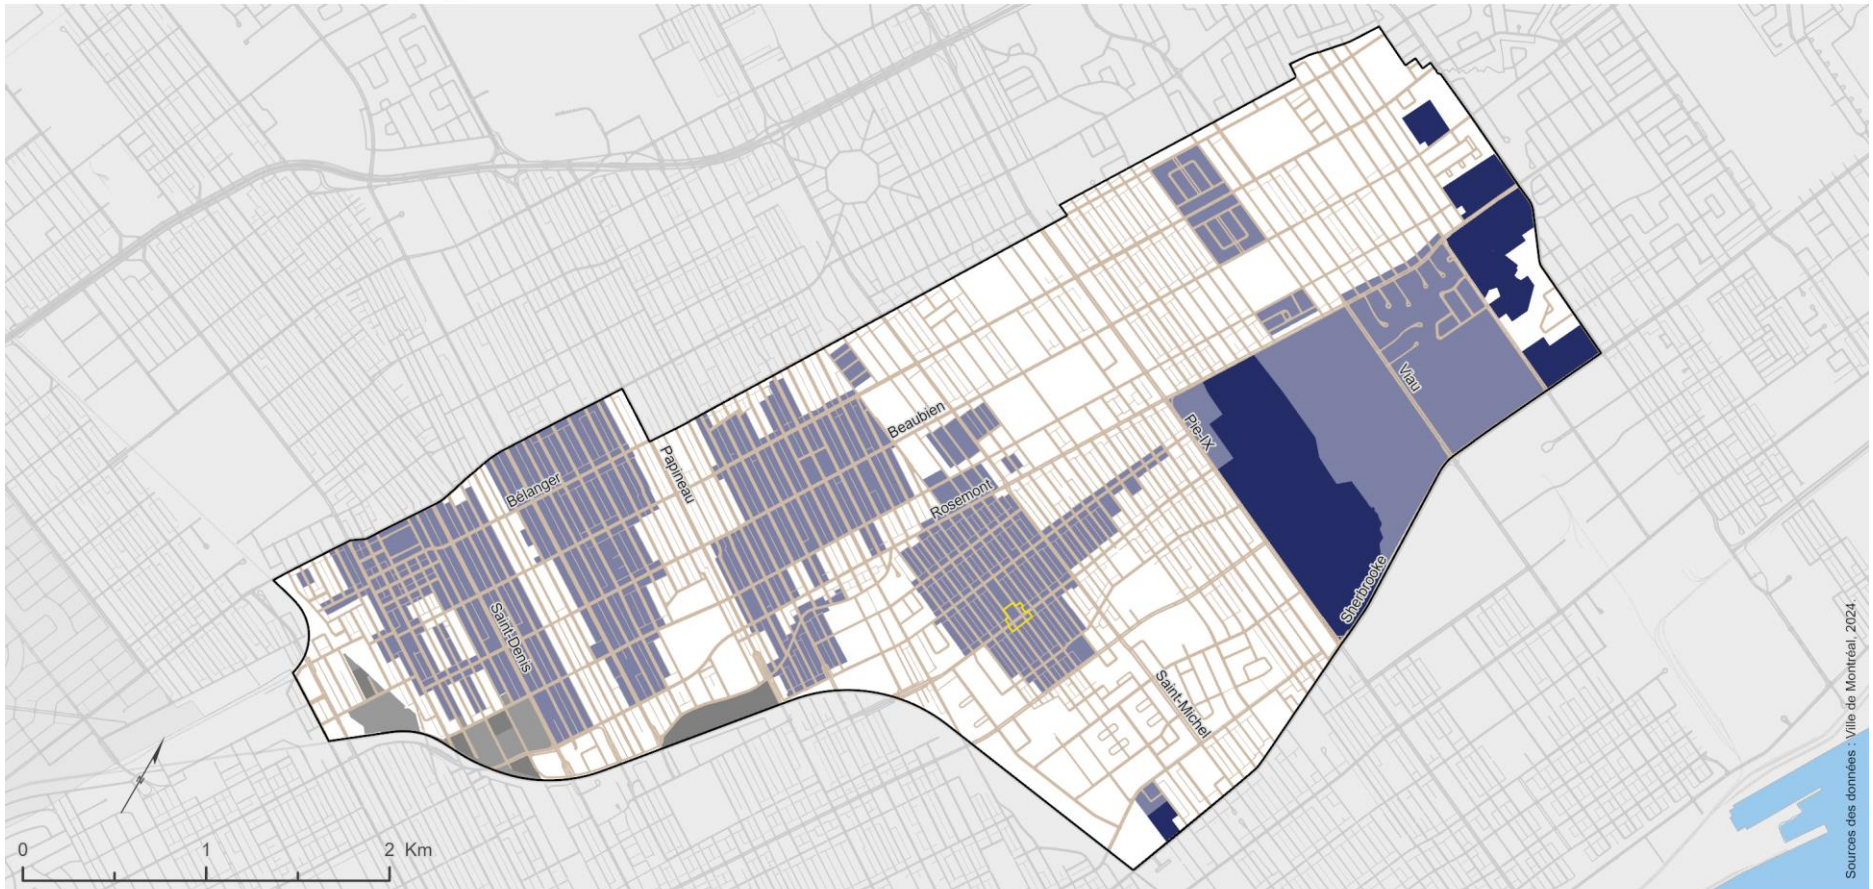 Beaubien
Viau
Pie-IX
Papineau
Bélanger
Rosemont
Sherbrooke
Saint-Denis
Saint-Michel
N
0 1 2 Km
Sources des données : Ville de Montréal, 2024.